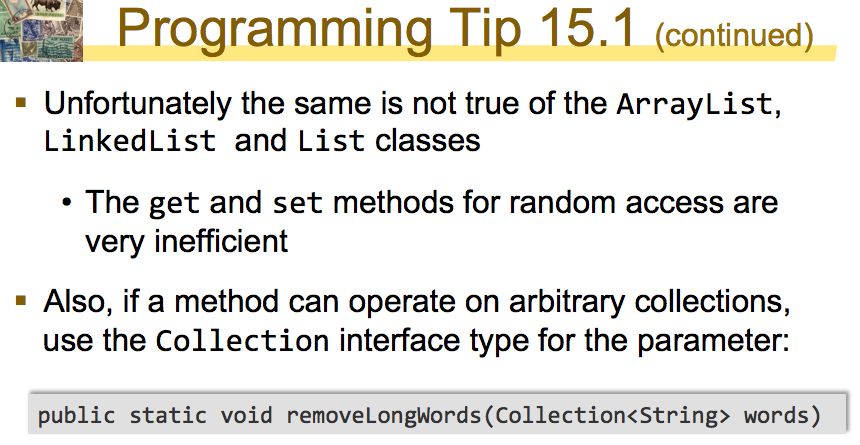 Programming Tip 15.1 (continued)
▪ Unfortunately the same is not true of the ArrayList,
LinkedList and List classes
• The get and set methods for random access are
very inefficient
▪ Also, if a method can operate on arbitrary collections,
use the Collection interface type for the parameter:
public static void removeLongWords(Collection<String> words)